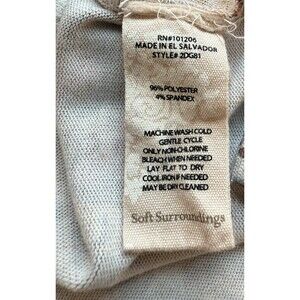 RN#101206
MADE IN EL SALVADOR
STYLE# 2DG81
96% POLYESTER
4% SPANDEX
MACHINE WASH COLD
GENTLE CYCLE
ONLY NON-CHLORINE
BLEACH WHEN NEEDED
LAY FLAT TO DRY
COOL IRON IF NEEDED
MAY BE DRY CLEANED
Soft Surroundings